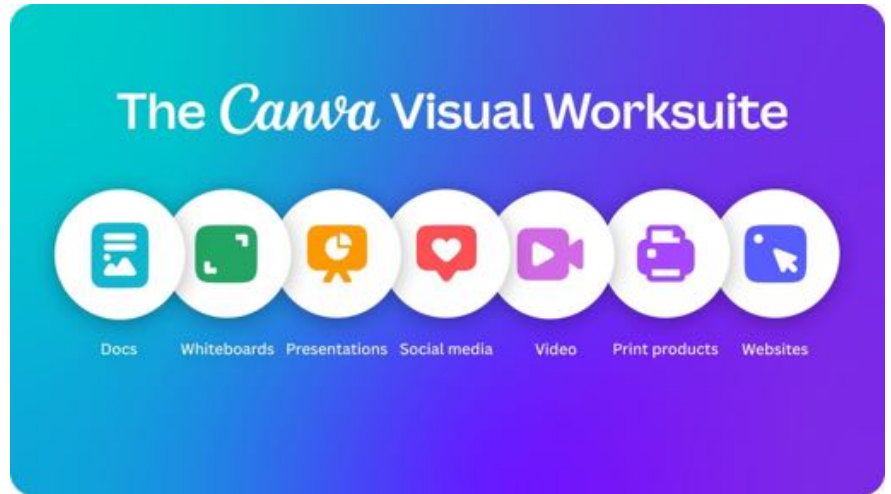 The Canva Visual Worksuite
Docs Whiteboards Presentations Social media Video Print products Websites